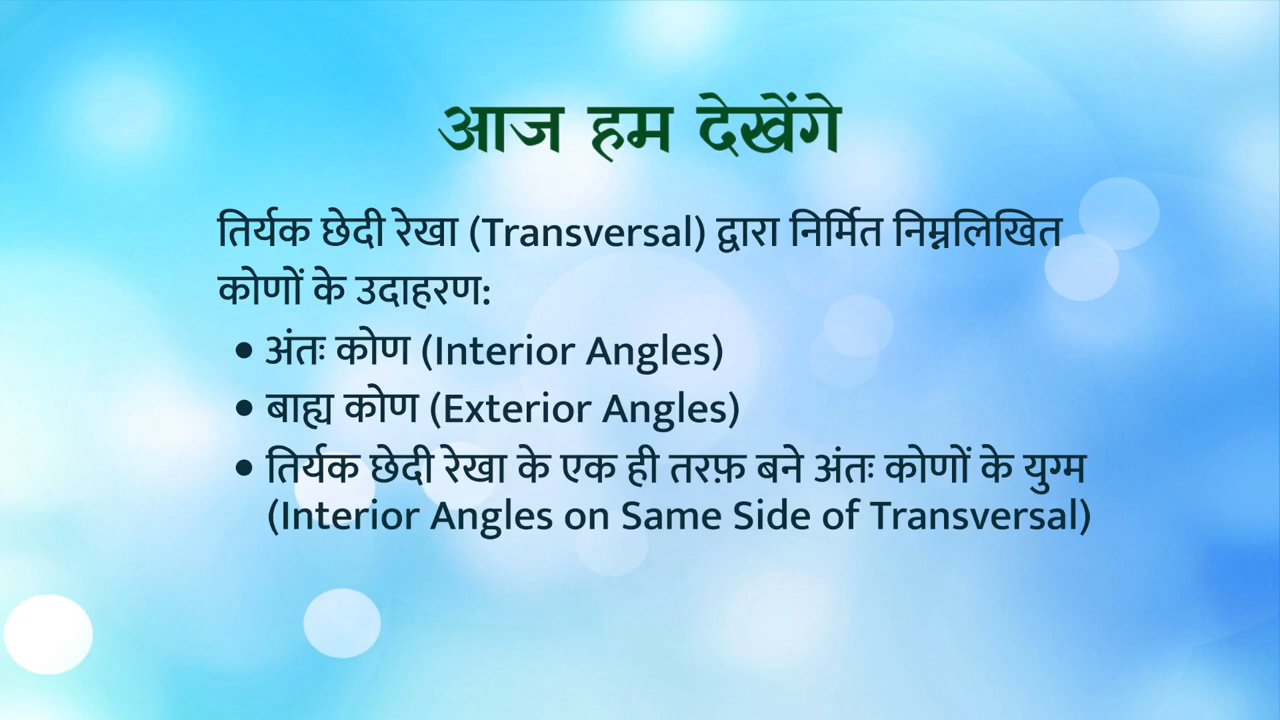 आज हम देखेंगे
तिर्यक छेदी रेखा (Transversal) द्वारा निर्मित निम्नलिखित
कोणों के उदाहरण:
• अंतः कोण (Interior Angles)
• बाह्य कोण (Exterior Angles)
• तिर्यक छेदी रेखा के एक ही तरफ़ बने अंतः कोणों के युग्म
(Interior Angles on Same Side of Transversal)